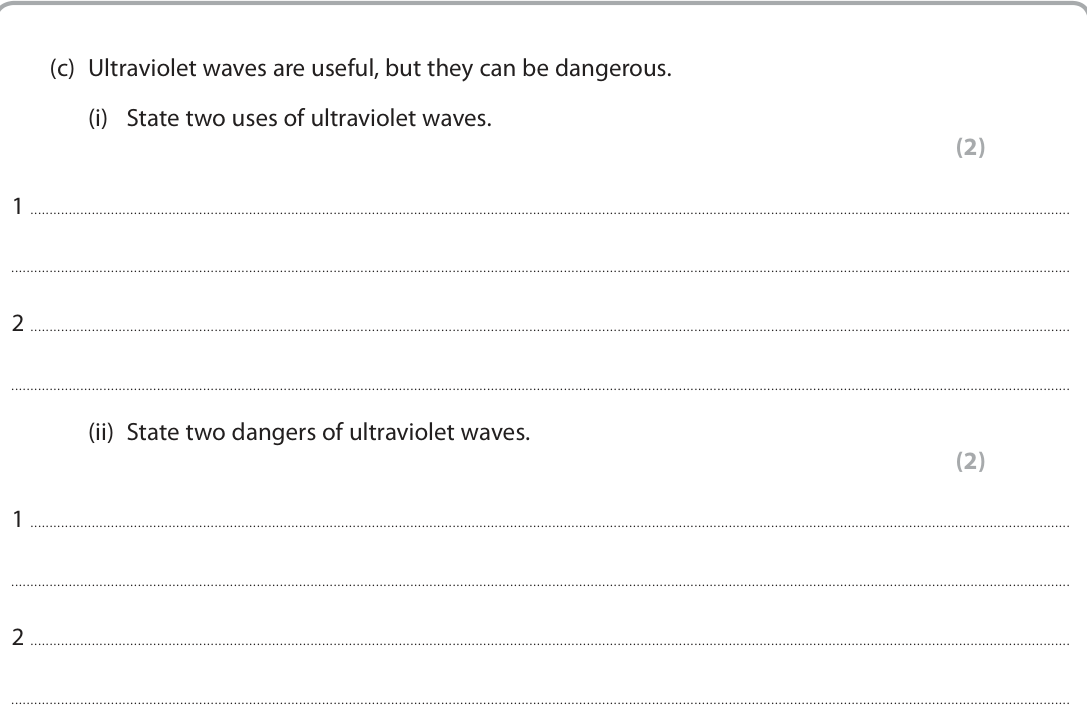 (c) Ultraviolet waves are useful, but they can be dangerous.
(i) State two uses of ultraviolet waves.
(2)
1
2
(ii) State two dangers of ultraviolet waves.
(2)
1
2